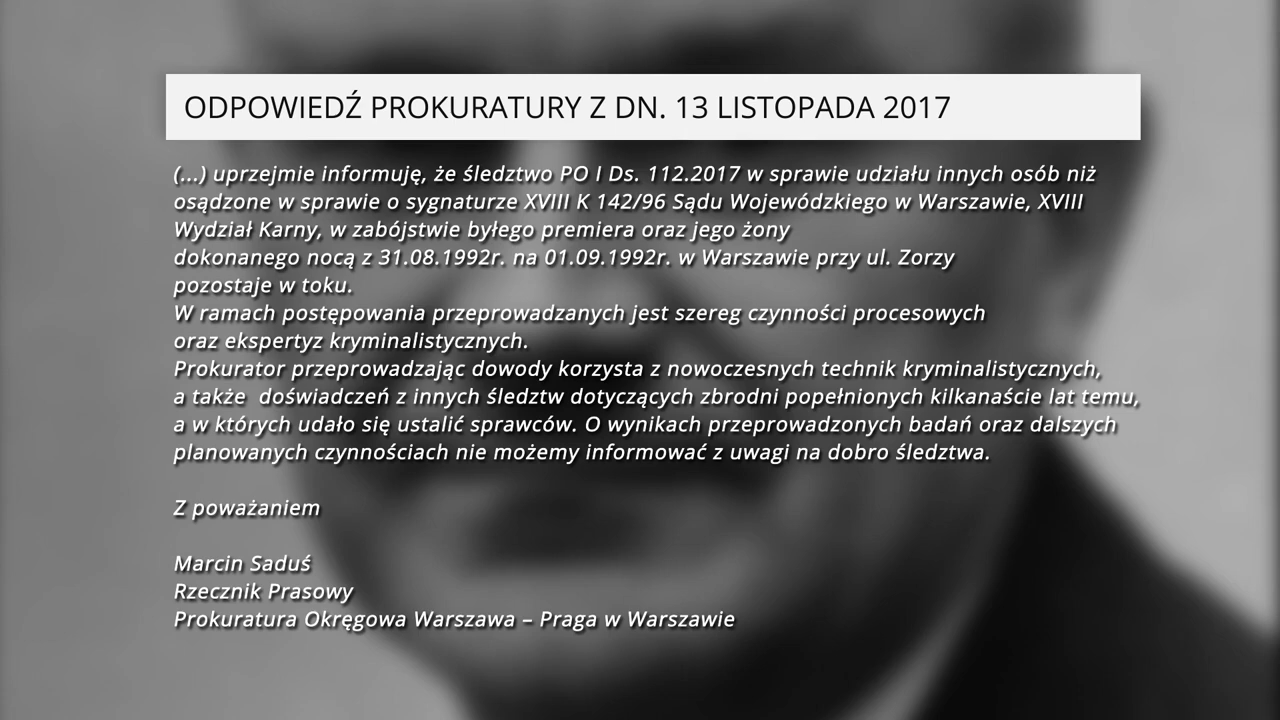 ODPOWIEDŹ PROKURATURY Z DN. 13 LISTOPADA 2017
(...) uprzejmie informuję, że śledztwo PO I Ds. 112.2017 w sprawie udziału innych osób niż
osądzone w sprawie o sygnaturze XVIII K 142/96 Sądu Wojewódzkiego w Warszawie, XVIII
Wydział Karny, w zabójstwie byłego premiera oraz jego żony
dokonanego nocą z 31.08.1992r. na 01.09.1992r. w Warszawie przy ul. Zorzy
pozostaje w toku.
W ramach postępowania przeprowadzanych jest szereg czynności procesowych
oraz ekspertyz kryminalistycznych.
Prokurator przeprowadzając dowody korzysta z nowoczesnych technik kryminalistycznych,
a także  doświadczeń z innych śledztw dotyczących zbrodni popełnionych kilkanaście lat temu,
a w których udało się ustalić sprawców. O wynikach przeprowadzonych badań oraz dalszych
planowanych czynnościach nie możemy informować z uwagi na dobro śledztwa.
Z poważaniem
Marcin Saduś
Rzecznik Prasowy
Prokuratura Okręgowa Warszawa – Praga w Warszawie